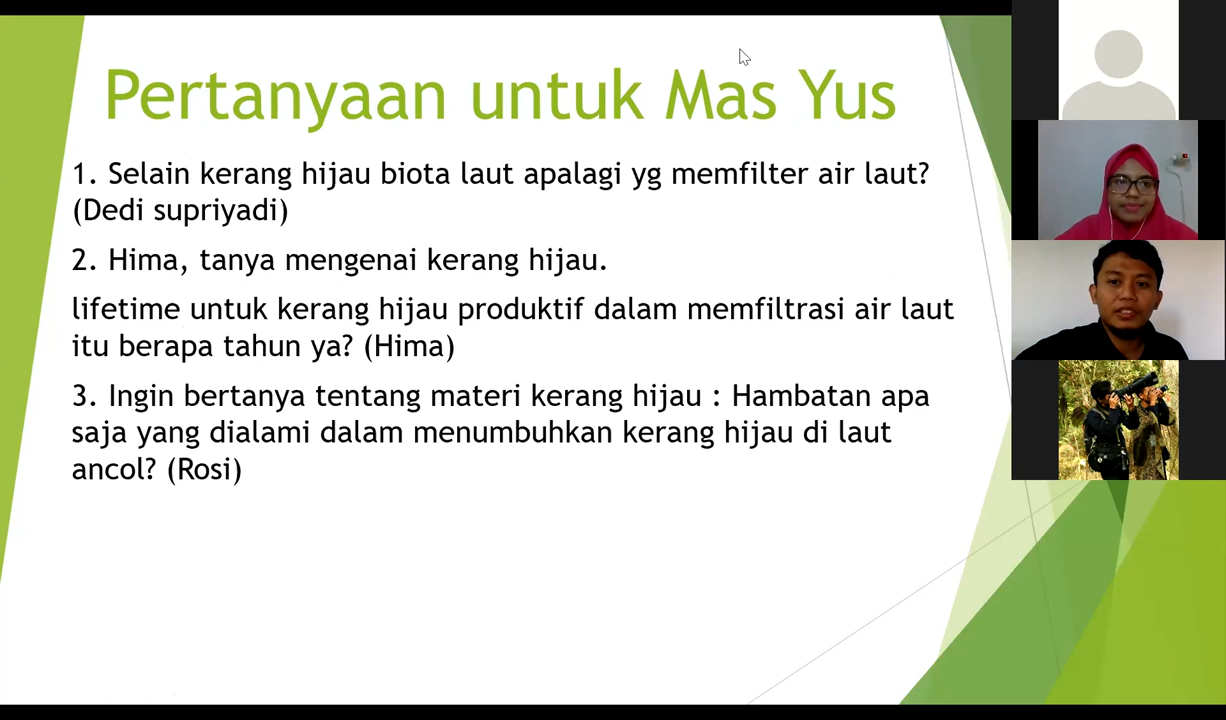 Pertanyaan untuk Mas Yus
1. Selain kerang hijau biota laut apalagi yg memfilter air laut?
(Dedi supriyadi)
2. Hima, tanya mengenai kerang hijau.
lifetime untuk kerang hijau produktif dalam memfiltrasi air laut
itu berapa tahun ya? (Hima)
3. Ingin bertanya tentang materi kerang hijau : Hambatan apa
saja yang dialami dalam menumbuhkan kerang hijau di laut
ancol? (Rosi)